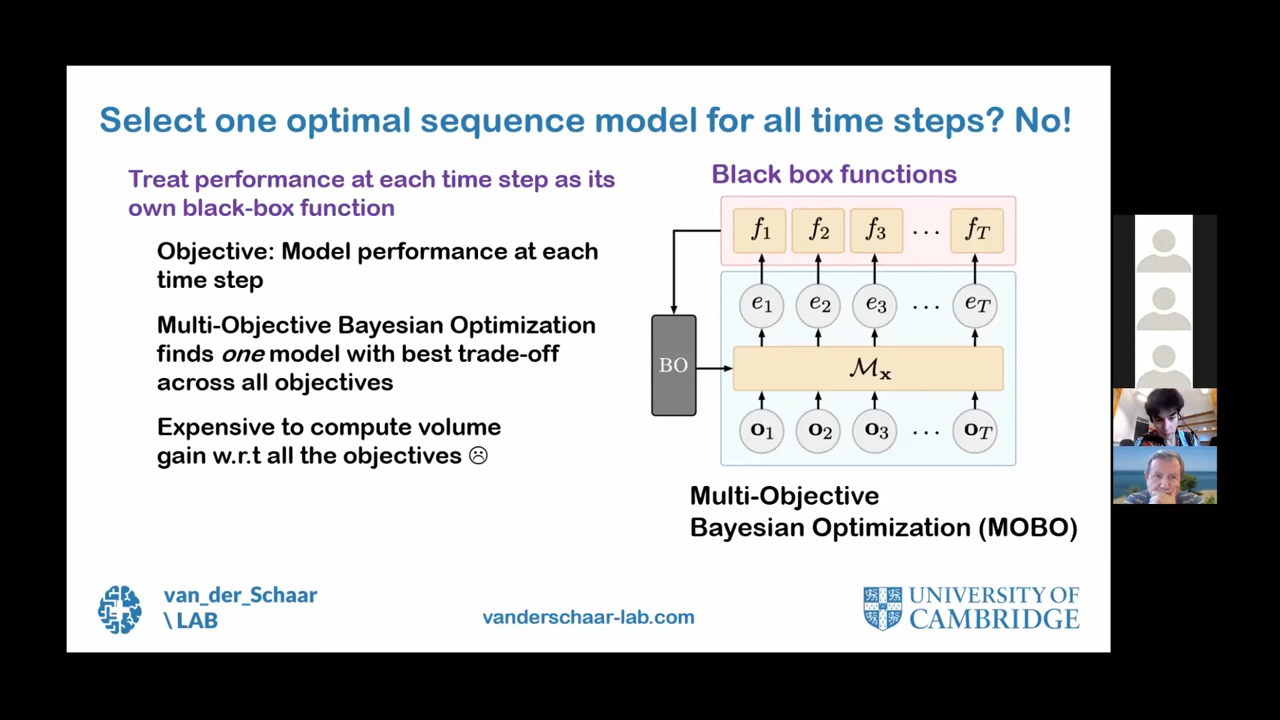 Select one optimal sequence model for all time steps? No!
Treat performance at each time step as its
own black-box function
Objective: Model performance at each
time step
Multi-Objective Bayesian Optimization
finds one model with best trade-off
across all objectives
Expensive to compute volume
gain w.r.t all the objectives ☹
Black box functions
f₁ f₂ f₃ ··· f_T
e₁ e₂ e₃ ··· e_T
BO
ℳₓ
o₁ o₂ o₃ ··· o_T
Multi-Objective
Bayesian Optimization (MOBO)
van_der_Schaar
\ LAB
vanderschaar-lab.com
UNIVERSITY OF
CAMBRIDGE